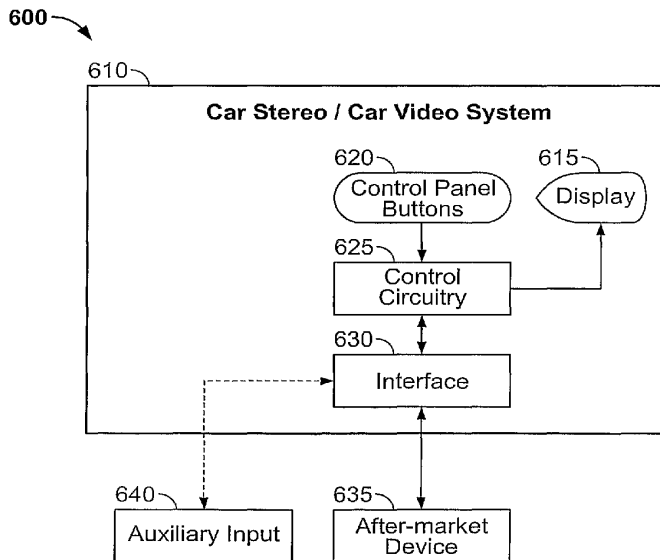 600
610
Car Stereo / Car Video System
620
615
Control Panel
Buttons
Display
625
Control
Circuitry
630
Interface
640
635
Auxiliary Input
After-market
Device